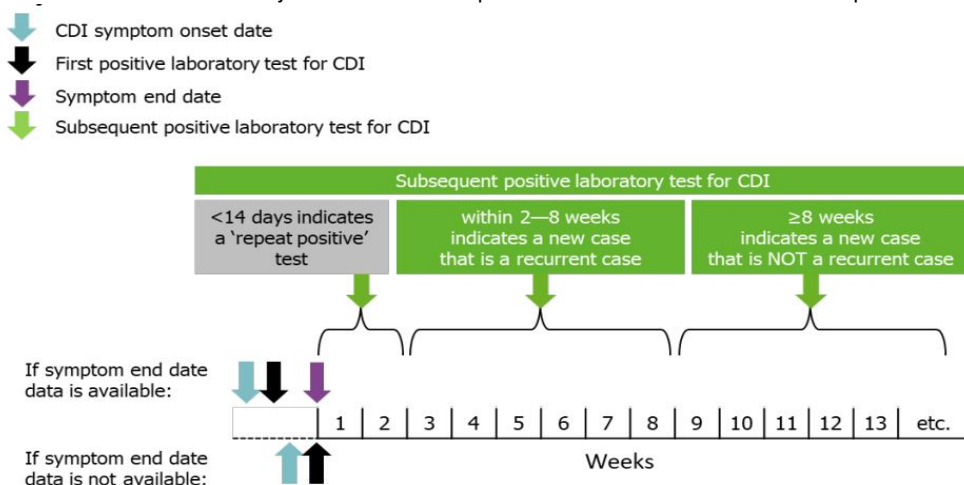 CDI symptom onset date
First positive laboratory test for CDI
Symptom end date
Subsequent positive laboratory test for CDI
Subsequent positive laboratory test for CDI
<14 days indicates
a ‘repeat positive’
test
within 2—8 weeks
indicates a new case
that is a recurrent case
≥8 weeks
indicates a new case
that is NOT a recurrent case
If symptom end date
data is available:
1 2 3 4 5 6 7 8 9 10 11 12 13 etc.
If symptom end date
data is not available:
Weeks